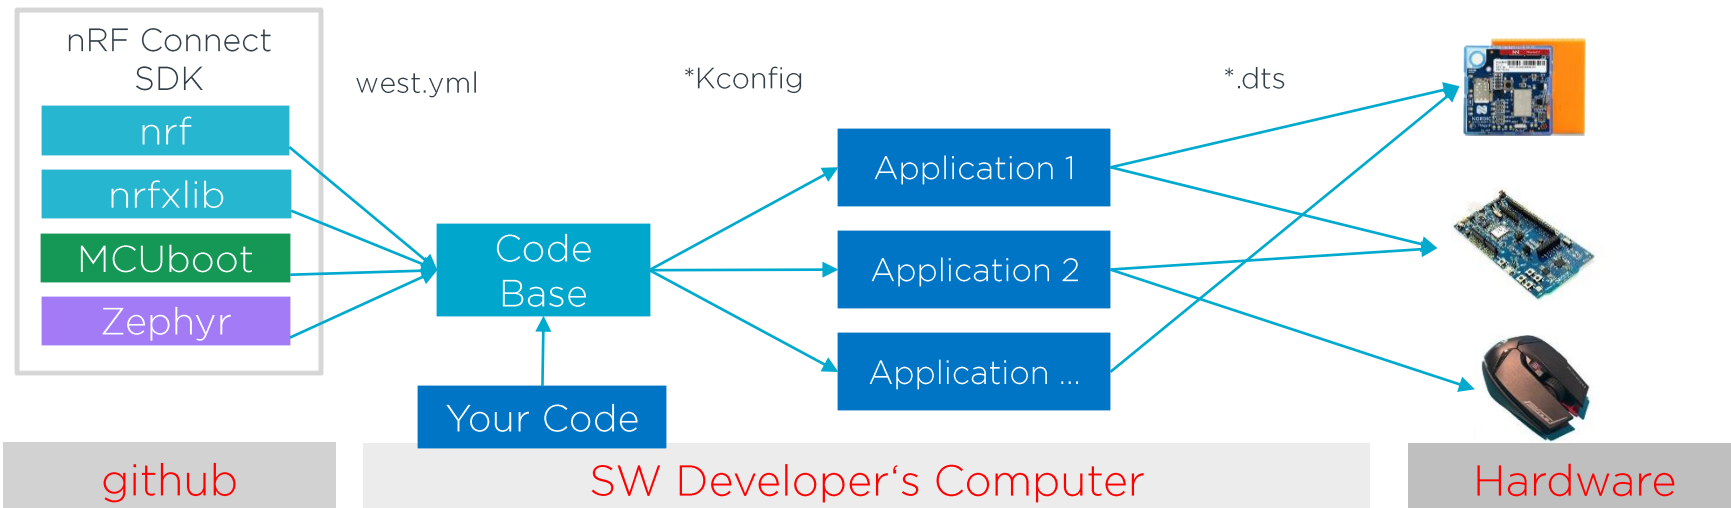 nRF Connect
SDK
nrf
nrfxlib
MCUboot
Zephyr
west.yml
Code
Base
Your Code
*Kconfig
Application 1
Application 2
Application ...
*.dts
NORDIC
github
SW Developer‘s Computer
Hardware